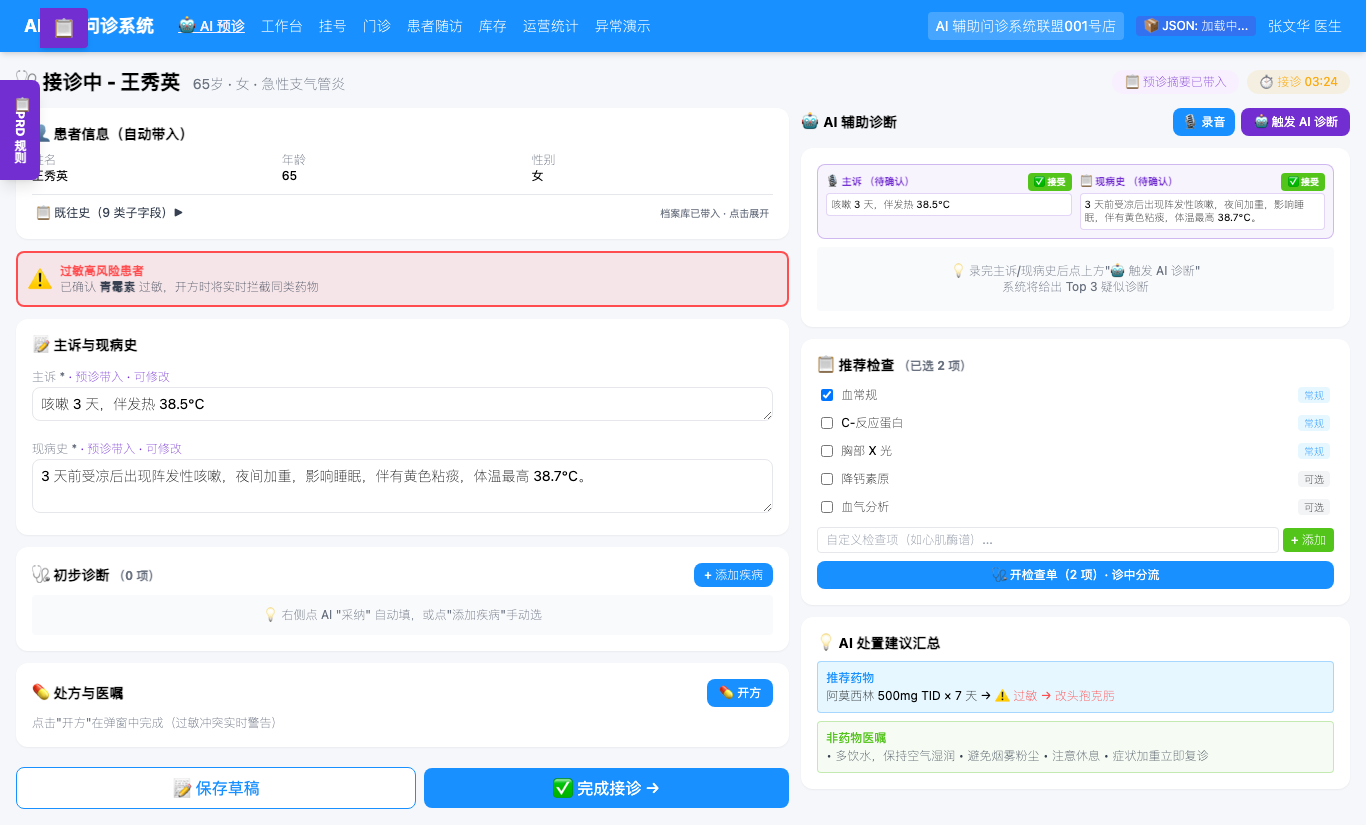 AI 问诊系统
🤖 AI 预诊 工作台 挂号 门诊 患者随访 库存 运营统计 异常演示
AI 辅助问诊系统联盟001号店
📦 JSON: 加载中...
张文华 医生
📋PRD 规则
接诊中 - 王秀英 65岁 · 女 · 急性支气管炎
📋 预诊摘要已带入
⏱ 接诊 03:24
👤 患者信息（自动带入）
姓名 年龄 性别
王秀英 65 女
📋 既往史（9 类子字段）▶ 档案库已带入 · 点击展开
过敏高风险患者
已确认 青霉素 过敏，开方时将实时拦截同类药物
📝 主诉与现病史
主诉 * · 预诊带入 · 可修改
咳嗽 3 天，伴发热 38.5°C
现病史 * · 预诊带入 · 可修改
3 天前受凉后出现阵发性咳嗽，夜间加重，影响睡眠，伴有黄色粘痰，体温最高 38.7°C。
🩺 初步诊断 （0 项） + 添加疾病
💡 右侧点 AI "采纳" 自动填，或点"添加疾病"手动选
💊 处方与医嘱 💊 开方
点击"开方"在弹窗中完成（过敏冲突实时警告）
📝 保存草稿
✅ 完成接诊 →
🤖 AI 辅助诊断 🎙 录音 🤖 触发 AI 诊断
🎙 主诉 （待确认） ✅ 接受
咳嗽 3 天，伴发热 38.5°C
📋 现病史 （待确认） ✅ 接受
3 天前受凉后出现阵发性咳嗽，夜间加重，影响睡
眠，伴有黄色粘痰，体温最高 38.7°C。
💡 录完主诉/现病史后点上方"🤖 触发 AI 诊断"
系统将给出 Top 3 疑似诊断
📋 推荐检查 （已选 2 项）
血常规 常规
C-反应蛋白 常规
胸部 X 光 常规
降钙素原 可选
血气分析 可选
自定义检查项（如心肌酶谱）... + 添加
🩺 开检查单（2 项）· 诊中分流
💡 AI 处置建议汇总
推荐药物
阿莫西林 500mg TID × 7 天 → ⚠️ 过敏 → 改头孢克肟
非药物医嘱
• 多饮水，保持空气湿润 • 避免烟雾粉尘 • 注意休息 • 症状加重立即复诊